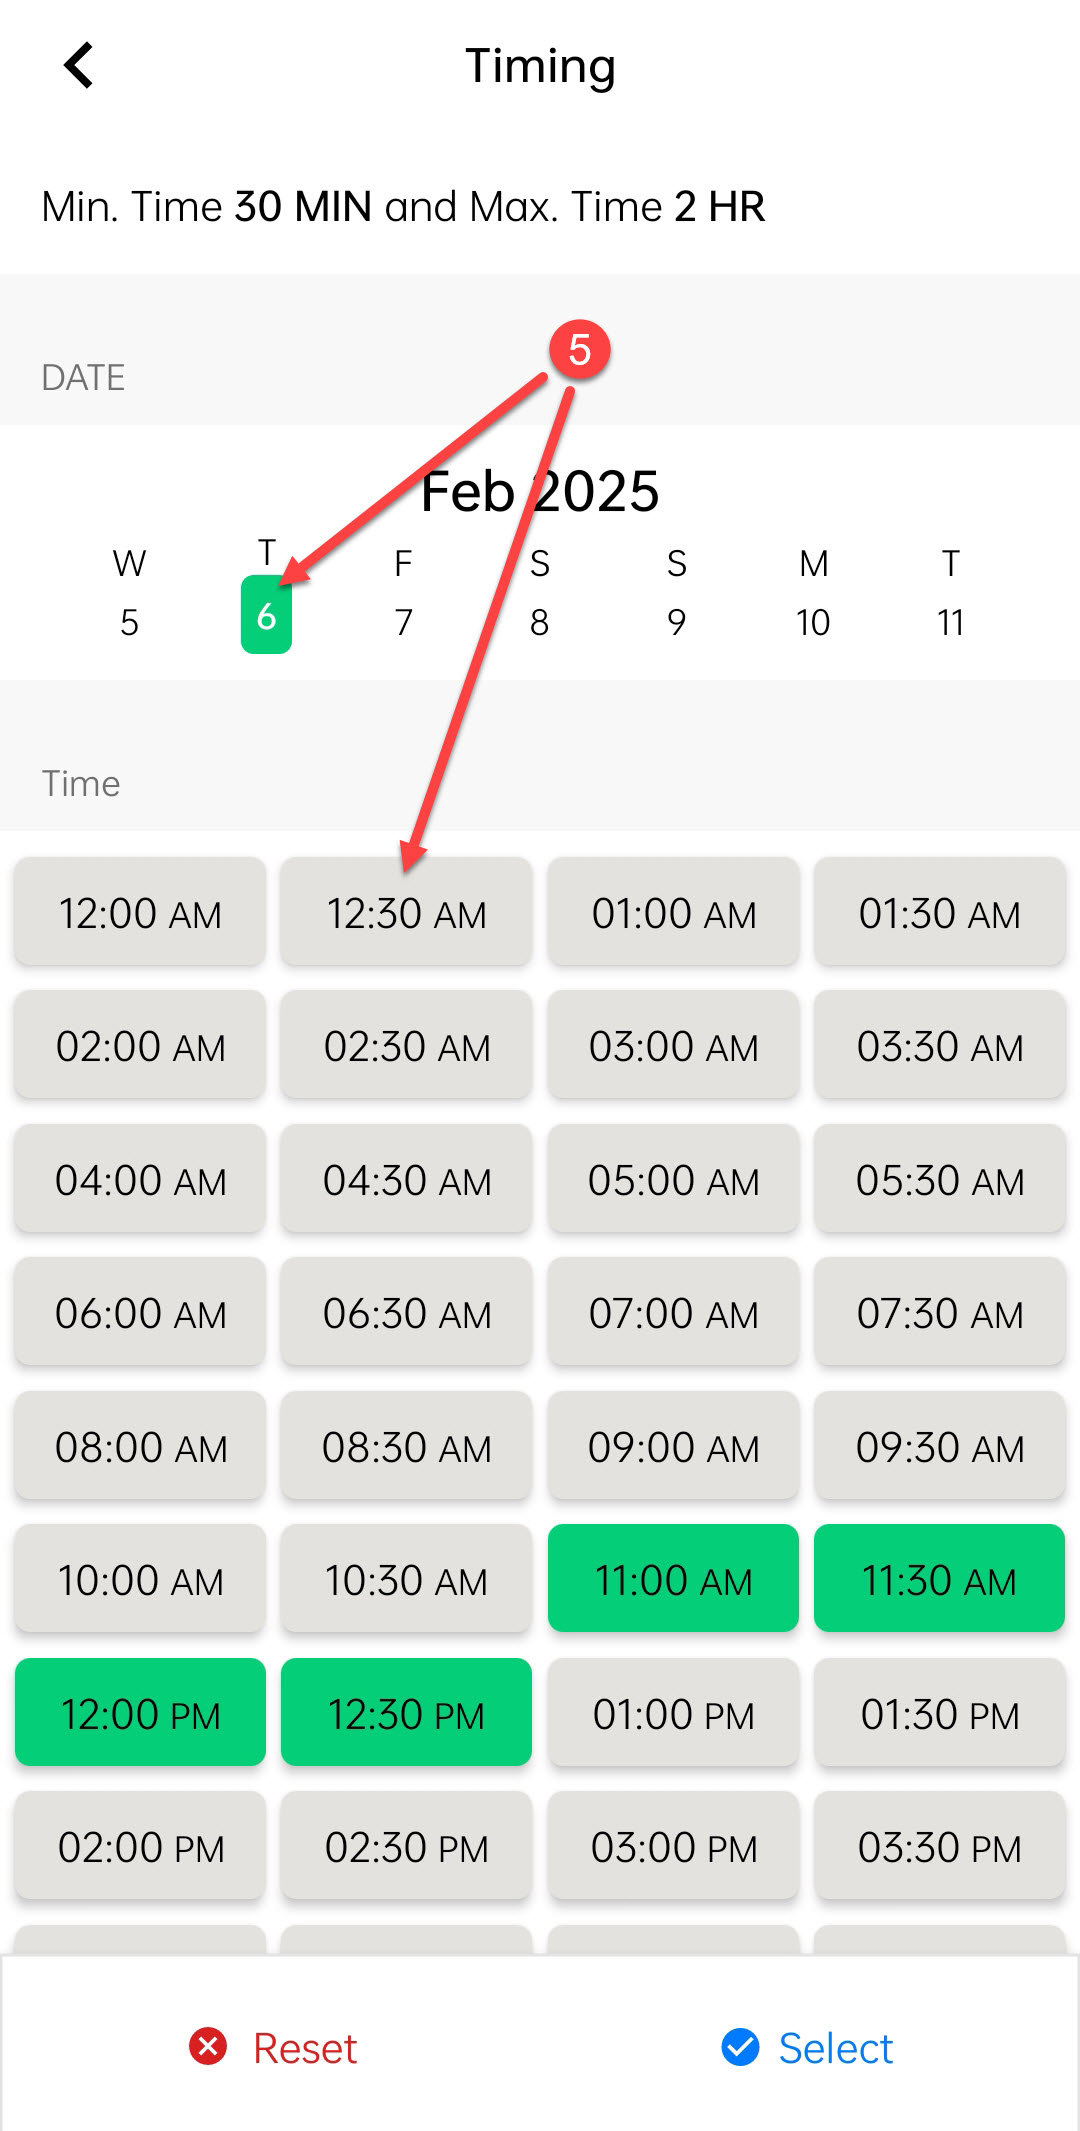 Timing
Min. Time 30 MIN and Max. Time 2 HR
5
DATE
Feb 2025
W T F S S M T
5 6 7 8 9 10 11
Time
12:00 AM 12:30 AM 01:00 AM 01:30 AM
02:00 AM 02:30 AM 03:00 AM 03:30 AM
04:00 AM 04:30 AM 05:00 AM 05:30 AM
06:00 AM 06:30 AM 07:00 AM 07:30 AM
08:00 AM 08:30 AM 09:00 AM 09:30 AM
10:00 AM 10:30 AM 11:00 AM 11:30 AM
12:00 PM 12:30 PM 01:00 PM 01:30 PM
02:00 PM 02:30 PM 03:00 PM 03:30 PM
Reset Select